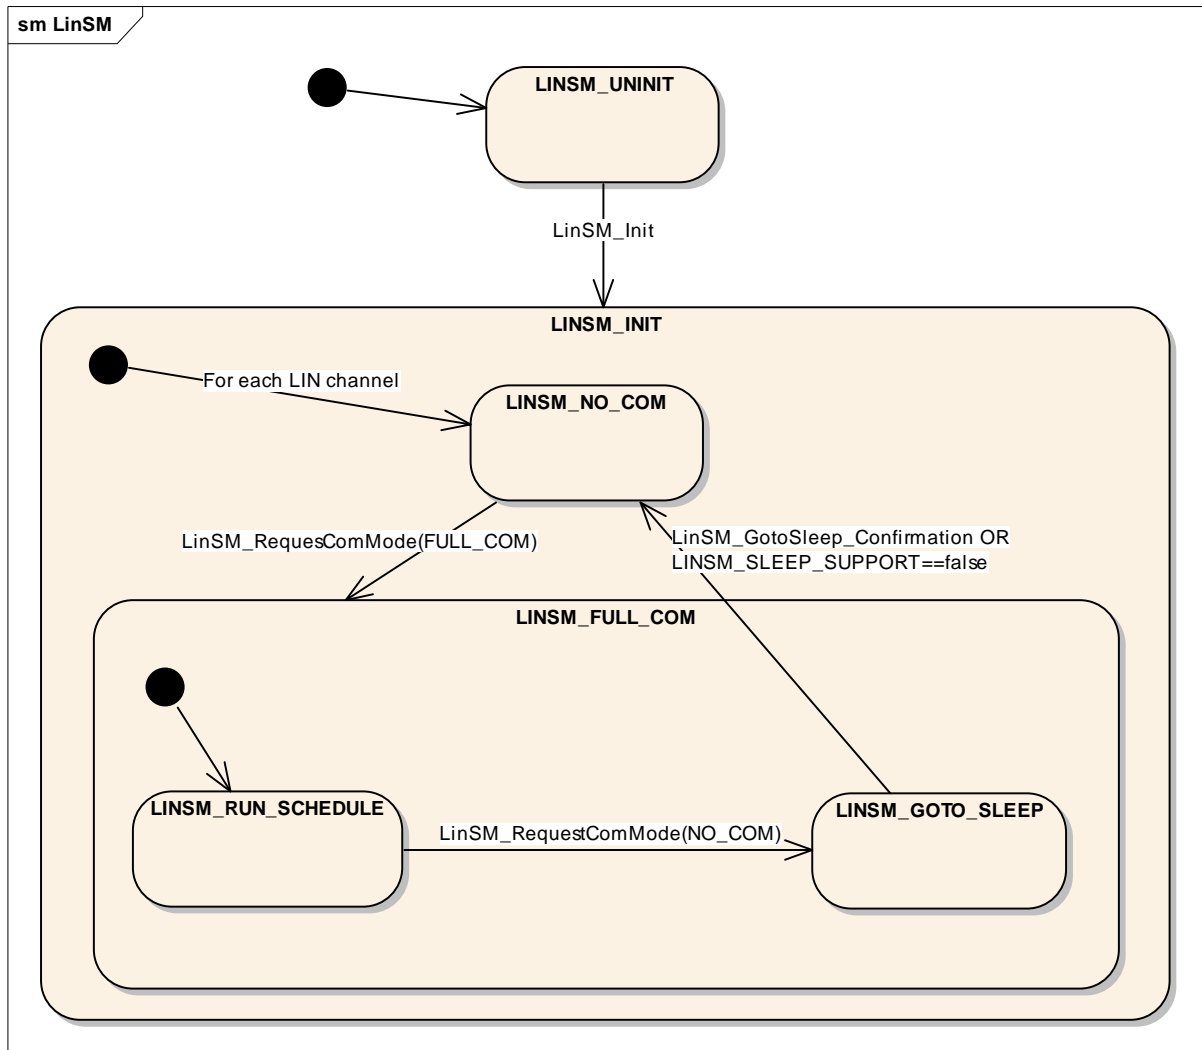 sm LinSM
LINSM_UNINIT
LinSM_Init
LINSM_INIT
For each LIN channel
LINSM_NO_COM
LinSM_RequesComMode(FULL_COM)
LinSM_GotoSleep_Confirmation OR
LINSM_SLEEP_SUPPORT==false
LINSM_FULL_COM
LINSM_RUN_SCHEDULE
LinSM_RequestComMode(NO_COM)
LINSM_GOTO_SLEEP